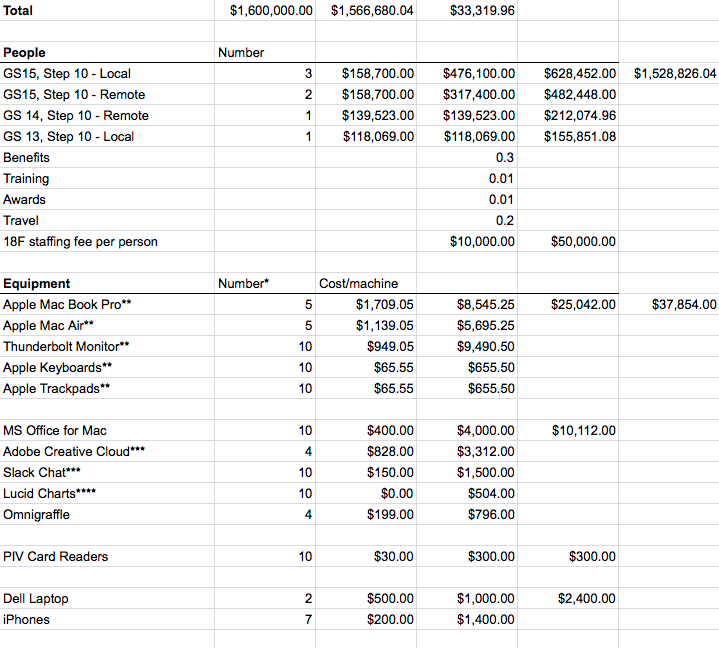 Total $1,600,000.00 $1,566,680.04 $33,319.96
People Number
GS15, Step 10 - Local 3 $158,700.00 $476,100.00 $628,452.00 $1,528,826.04
GS15, Step 10 - Remote 2 $158,700.00 $317,400.00 $482,448.00
GS 14, Step 10 - Remote 1 $139,523.00 $139,523.00 $212,074.96
GS 13, Step 10 - Local 1 $118,069.00 $118,069.00 $155,851.08
Benefits 0.3
Training 0.01
Awards 0.01
Travel 0.2
18F staffing fee per person $10,000.00 $50,000.00
Equipment Number* Cost/machine
Apple Mac Book Pro** 5 $1,709.05 $8,545.25 $25,042.00 $37,854.00
Apple Mac Air** 5 $1,139.05 $5,695.25
Thunderbolt Monitor** 10 $949.05 $9,490.50
Apple Keyboards** 10 $65.55 $655.50
Apple Trackpads** 10 $65.55 $655.50
MS Office for Mac 10 $400.00 $4,000.00 $10,112.00
Adobe Creative Cloud*** 4 $828.00 $3,312.00
Slack Chat*** 10 $150.00 $1,500.00
Lucid Charts**** 10 $0.00 $504.00
Omnigraffle 4 $199.00 $796.00
PIV Card Readers 10 $30.00 $300.00 $300.00
Dell Laptop 2 $500.00 $1,000.00 $2,400.00
iPhones 7 $200.00 $1,400.00